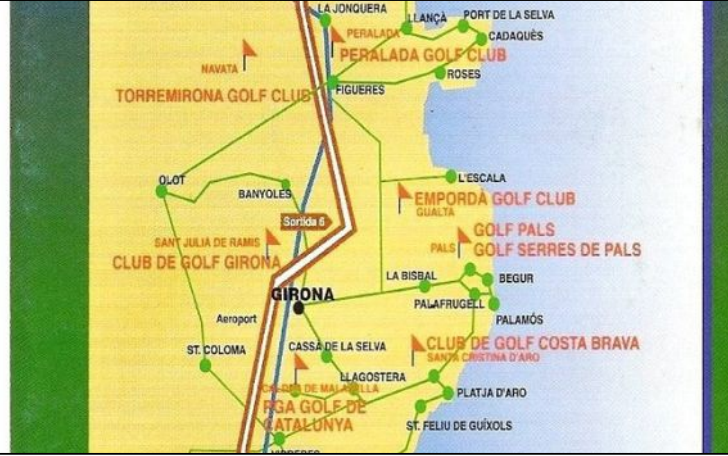 LA JONQUERA
LLANÇÀ
PORT DE LA SELVA
PERALADA
CADAQUÈS
PERALADA GOLF CLUB
NAVATA
ROSES
TORREMIRONA GOLF CLUB
FIGUERES
OLOT
BANYOLES
L'ESCALA
EMPORDÀ GOLF CLUB
GUALTA
Sortida 6
GOLF PALS
SANT JULIA DE RAMIS
PALS
GOLF SERRES DE PALS
CLUB DE GOLF GIRONA
LA BISBAL
BEGUR
GIRONA
PALAFRUGELL
PALAMÓS
Aeroport
ST. COLOMA
CASSÀ DE LA SELVA
CLUB DE GOLF COSTA BRAVA
SANTA CRISTINA D'ARO
LLAGOSTERA
CALDES DE MALAVELLA
PLATJA D'ARO
PGA GOLF DE
CATALUNYA
ST. FELIU DE GUÍXOLS